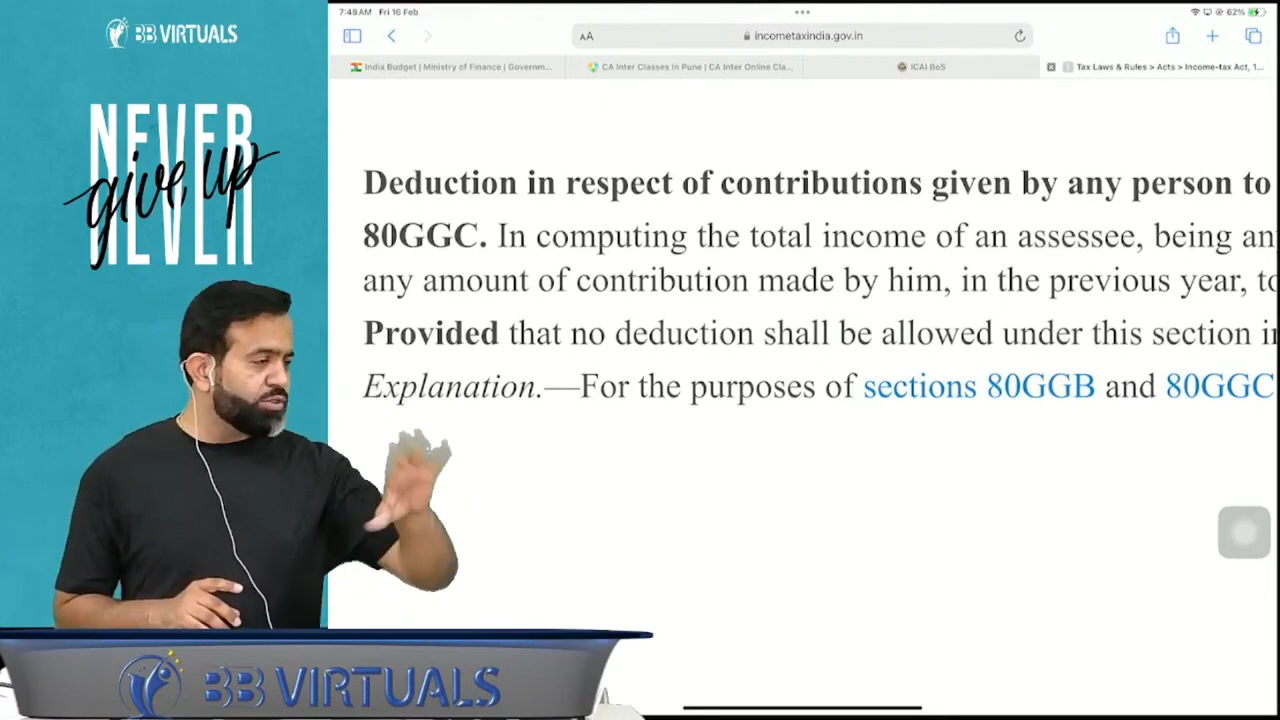 BB VIRTUALS
NEVER
give up
NEVER
7:48 AM Fri 16 Feb
62%
AA
incometaxindia.gov.in
India Budget | Ministry of Finance | Governm...
CA Inter Classes In Pune | CA Inter Online Cla...
ICAI BoS
Tax Laws & Rules > Acts > Income-tax Act, 1...
Deduction in respect of contributions given by any person to
80GGC. In computing the total income of an assessee, being an
any amount of contribution made by him, in the previous year, to
Provided that no deduction shall be allowed under this section in
Explanation.—For the purposes of sections 80GGB and 80GGC
BB VIRTUALS